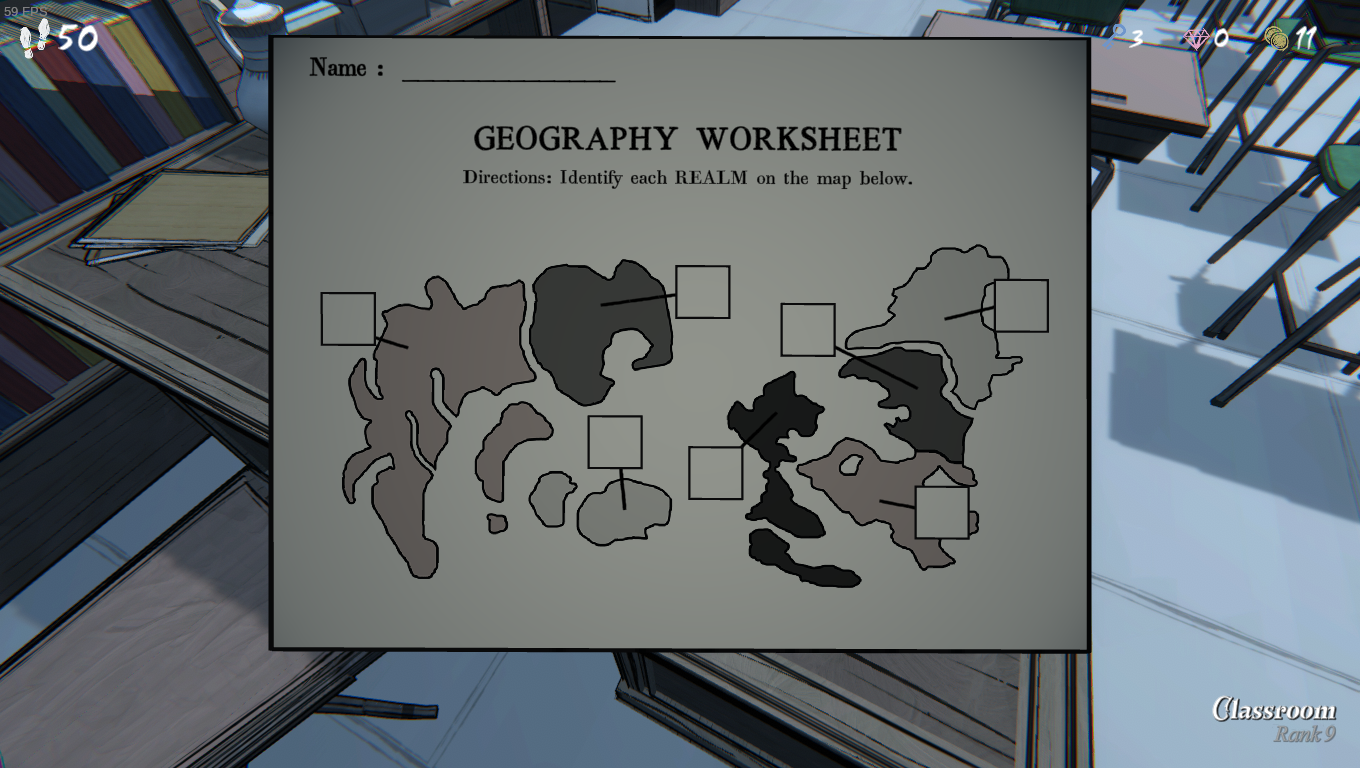 59 FPS
50
3 0 11
Name :
GEOGRAPHY WORKSHEET
Directions: Identify each REALM on the map below.
Classroom
Rank 9